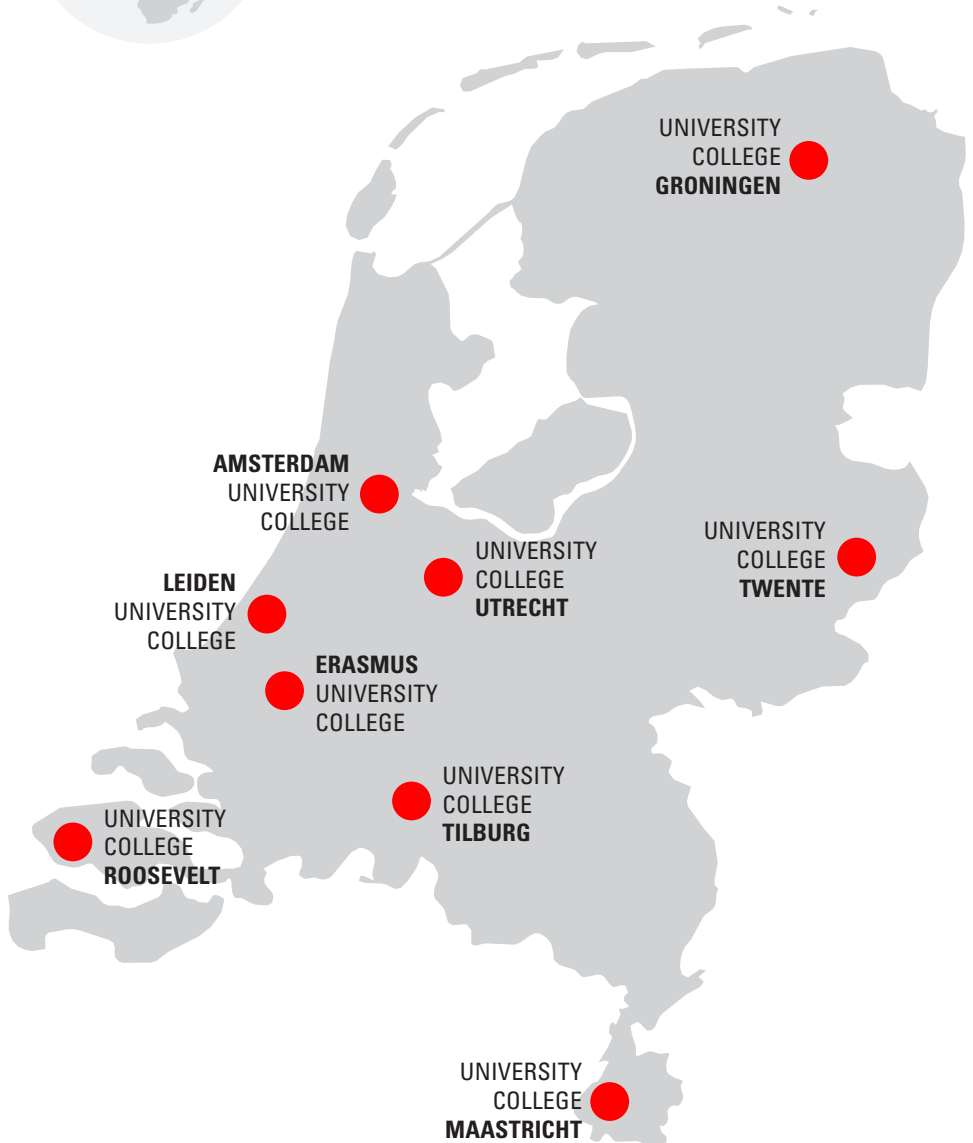 UNIVERSITY
COLLEGE
GRONINGEN
AMSTERDAM
UNIVERSITY
COLLEGE
UNIVERSITY
COLLEGE
TWENTE
UNIVERSITY
COLLEGE
UTRECHT
LEIDEN
UNIVERSITY
COLLEGE
ERASMUS
UNIVERSITY
COLLEGE
UNIVERSITY
COLLEGE
TILBURG
UNIVERSITY
COLLEGE
ROOSEVELT
UNIVERSITY
COLLEGE
MAASTRICHT